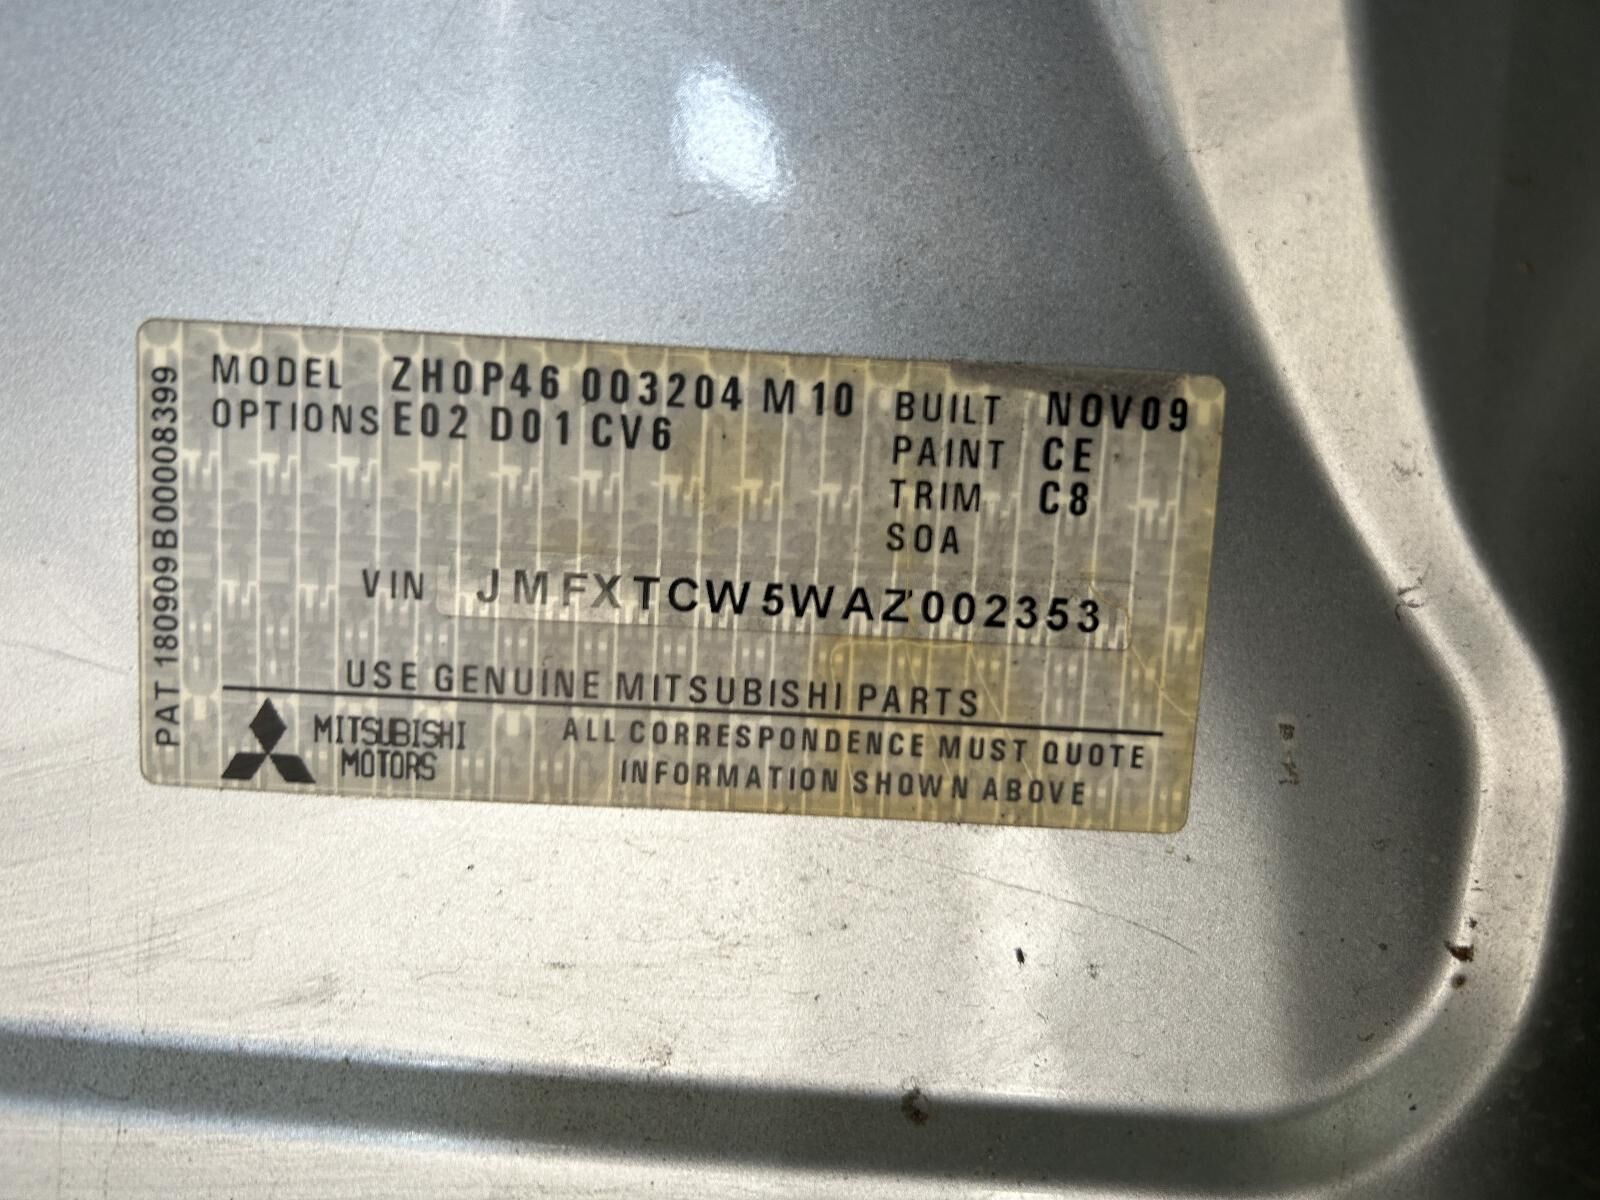 MODEL ZH0P46 003204 M10
OPTIONS E02 D01 CV6
BUILT NOV09
PAINT CE
TRIM C8
SOA
VIN JMFXTCW5WAZ002353
USE GENUINE MITSUBISHI PARTS
MITSUBISHI
MOTORS
ALL CORRESPONDENCE MUST QUOTE
INFORMATION SHOWN ABOVE
PAT 180909B000008399